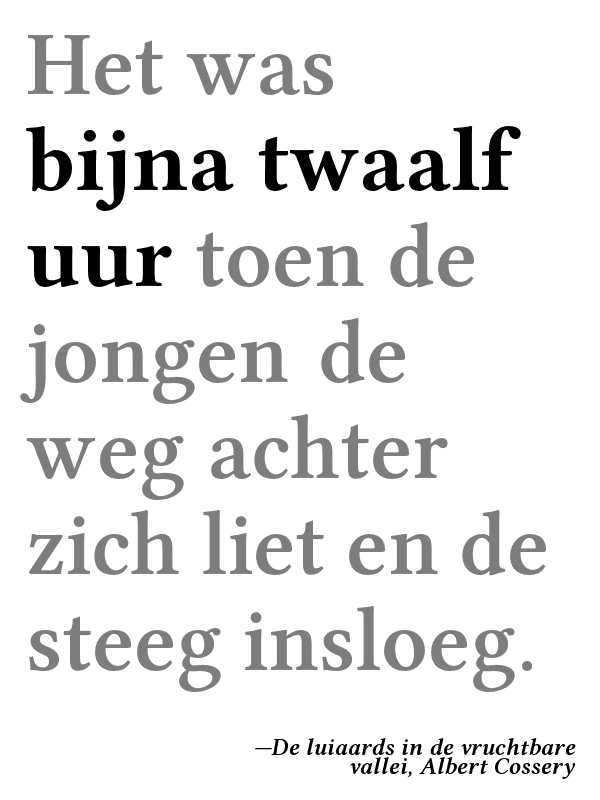 Het was
bijna twaalf
uur toen de
jongen de
weg achter
zich liet en de
steeg insloeg.
—De luiaards in de vruchtbare
vallei, Albert Cossery